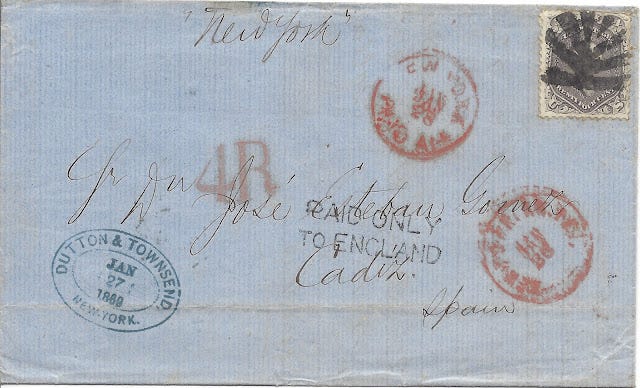 "New York"
NEW YORK
PAID ALL
4R
Sr Dn José Esteban Gomez
PAID ONLY
TO ENGLAND
Cadiz.
Spain
DUTTON & TOWNSEND,
JAN
27
1869
NEW-YORK.